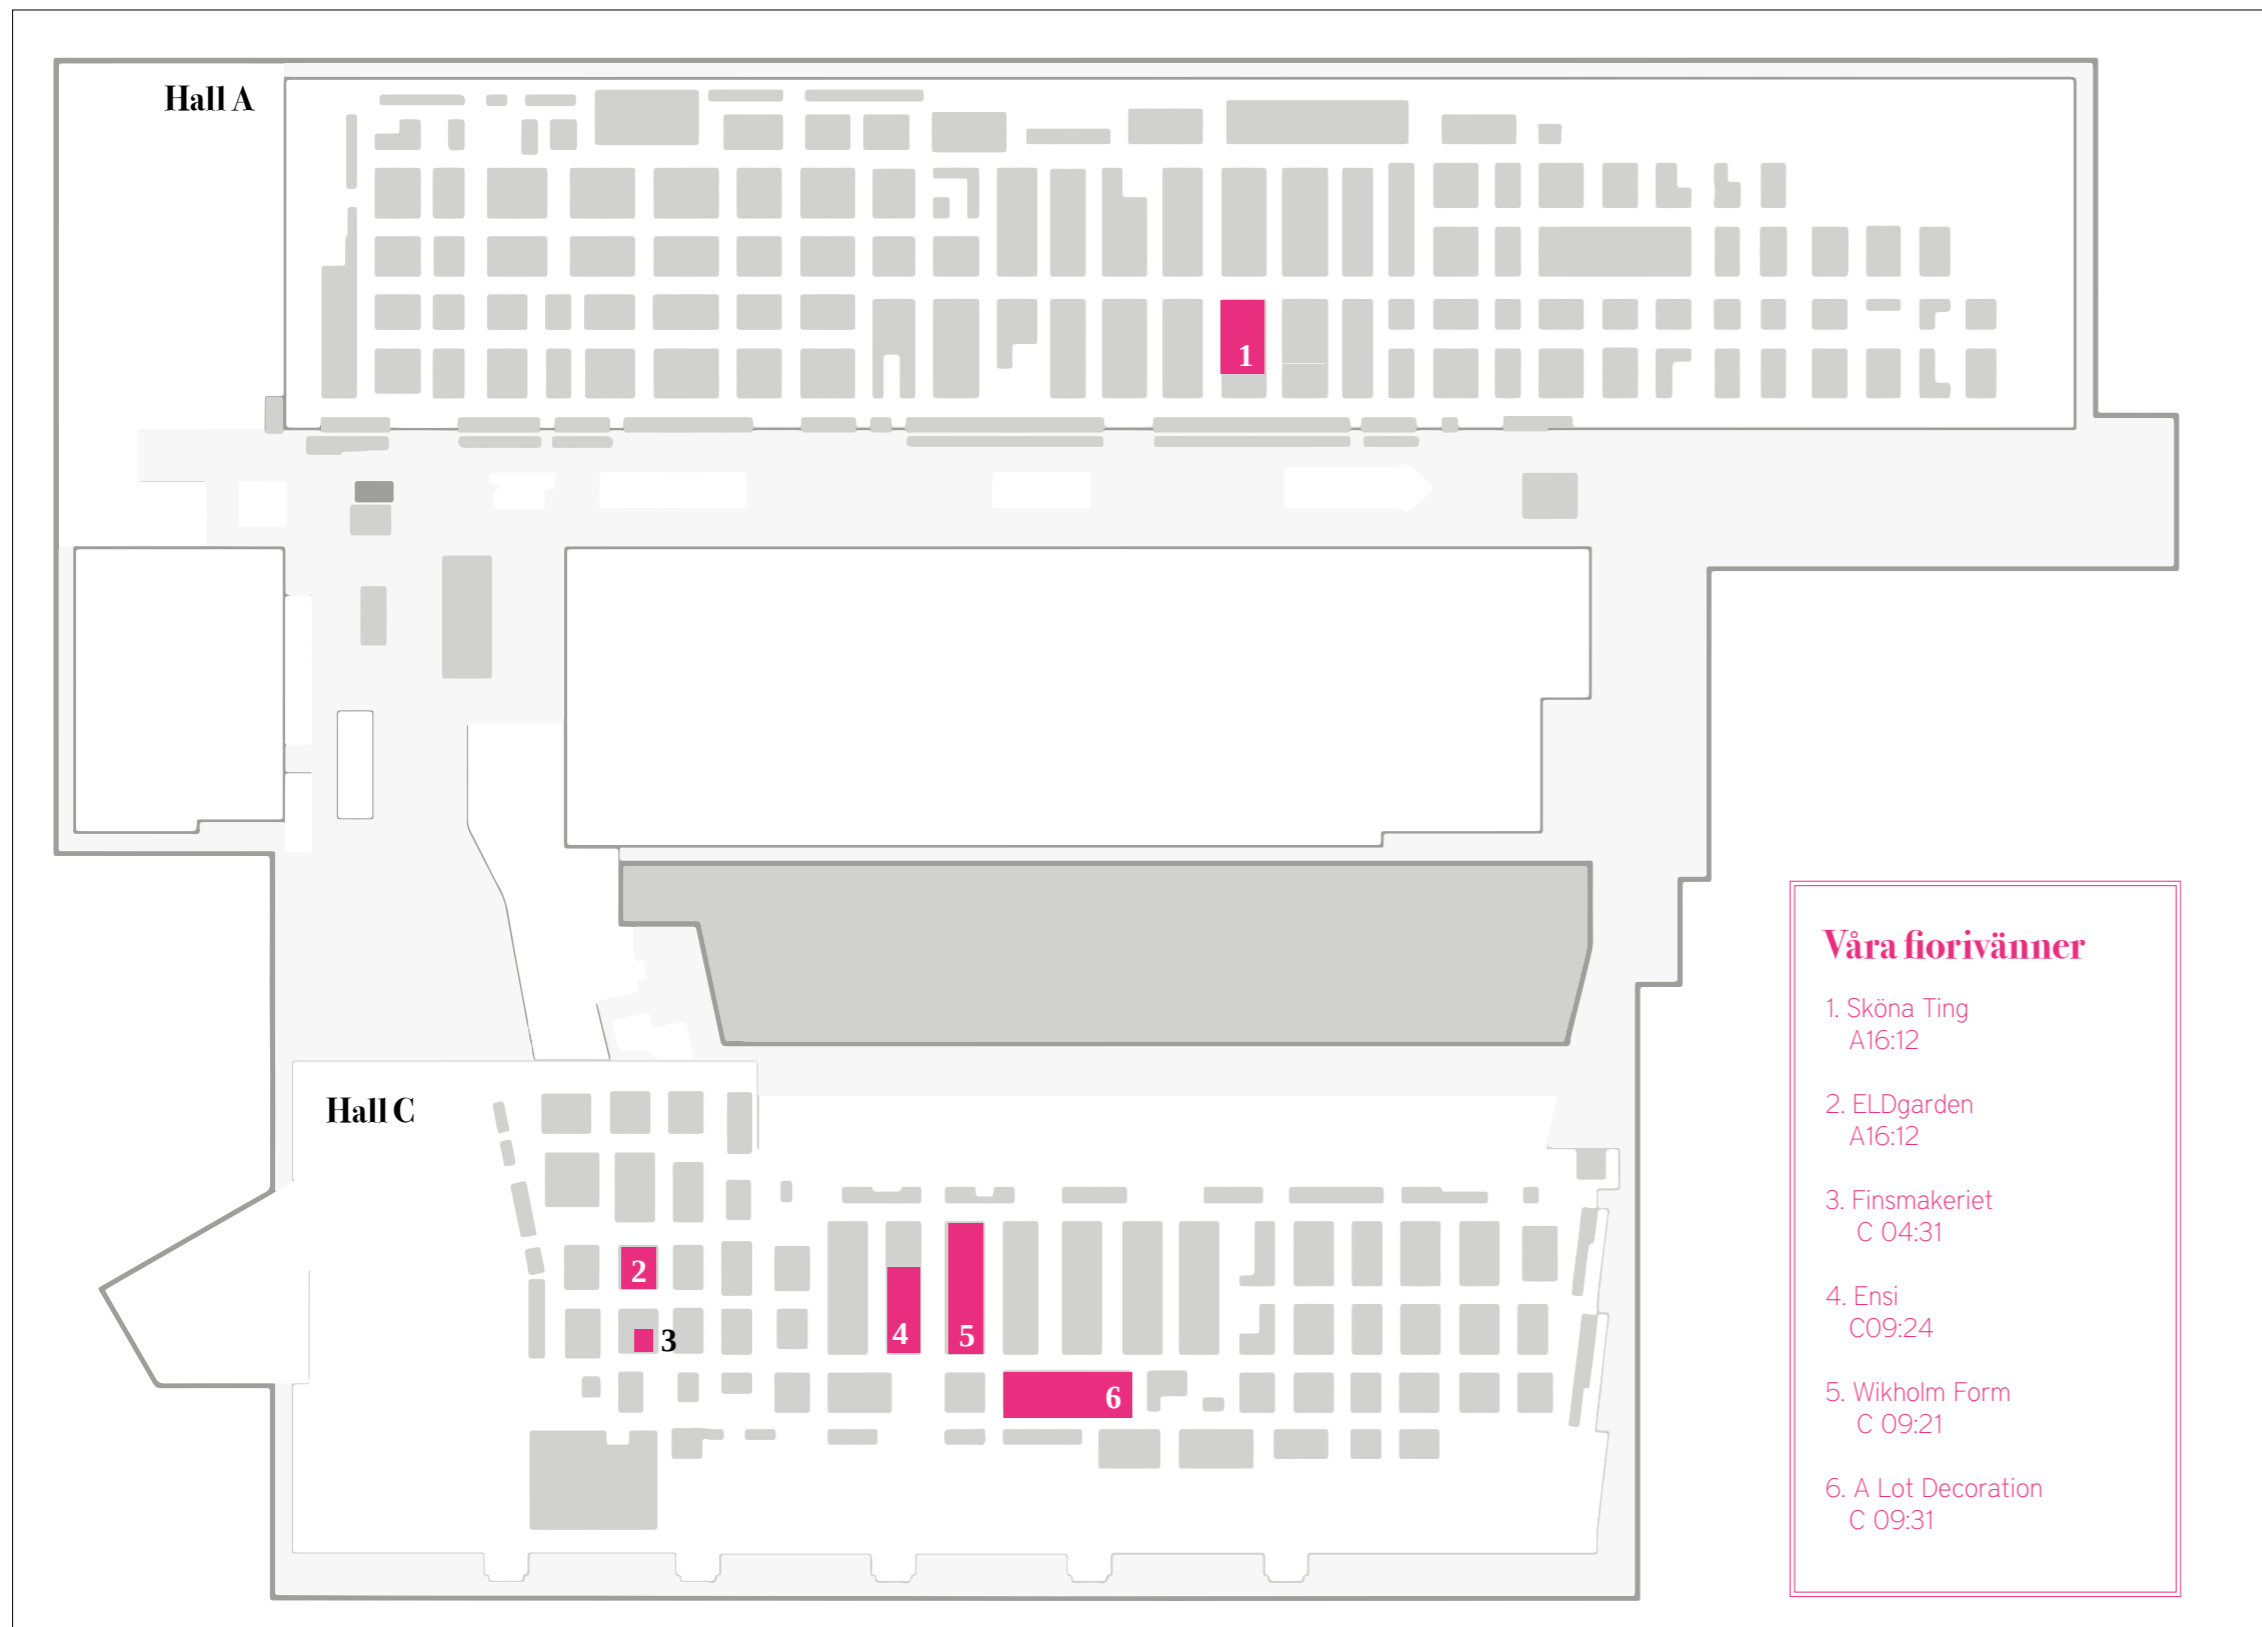 Hall A
1
Hall C
2
3
4
5
6
Våra fiorivänner
1. Sköna Ting
A16:12
2. ELDgarden
A16:12
3. Finsmakeriet
C 04:31
4. Ensi
C09:24
5. Wikholm Form
C 09:21
6. A Lot Decoration
C 09:31